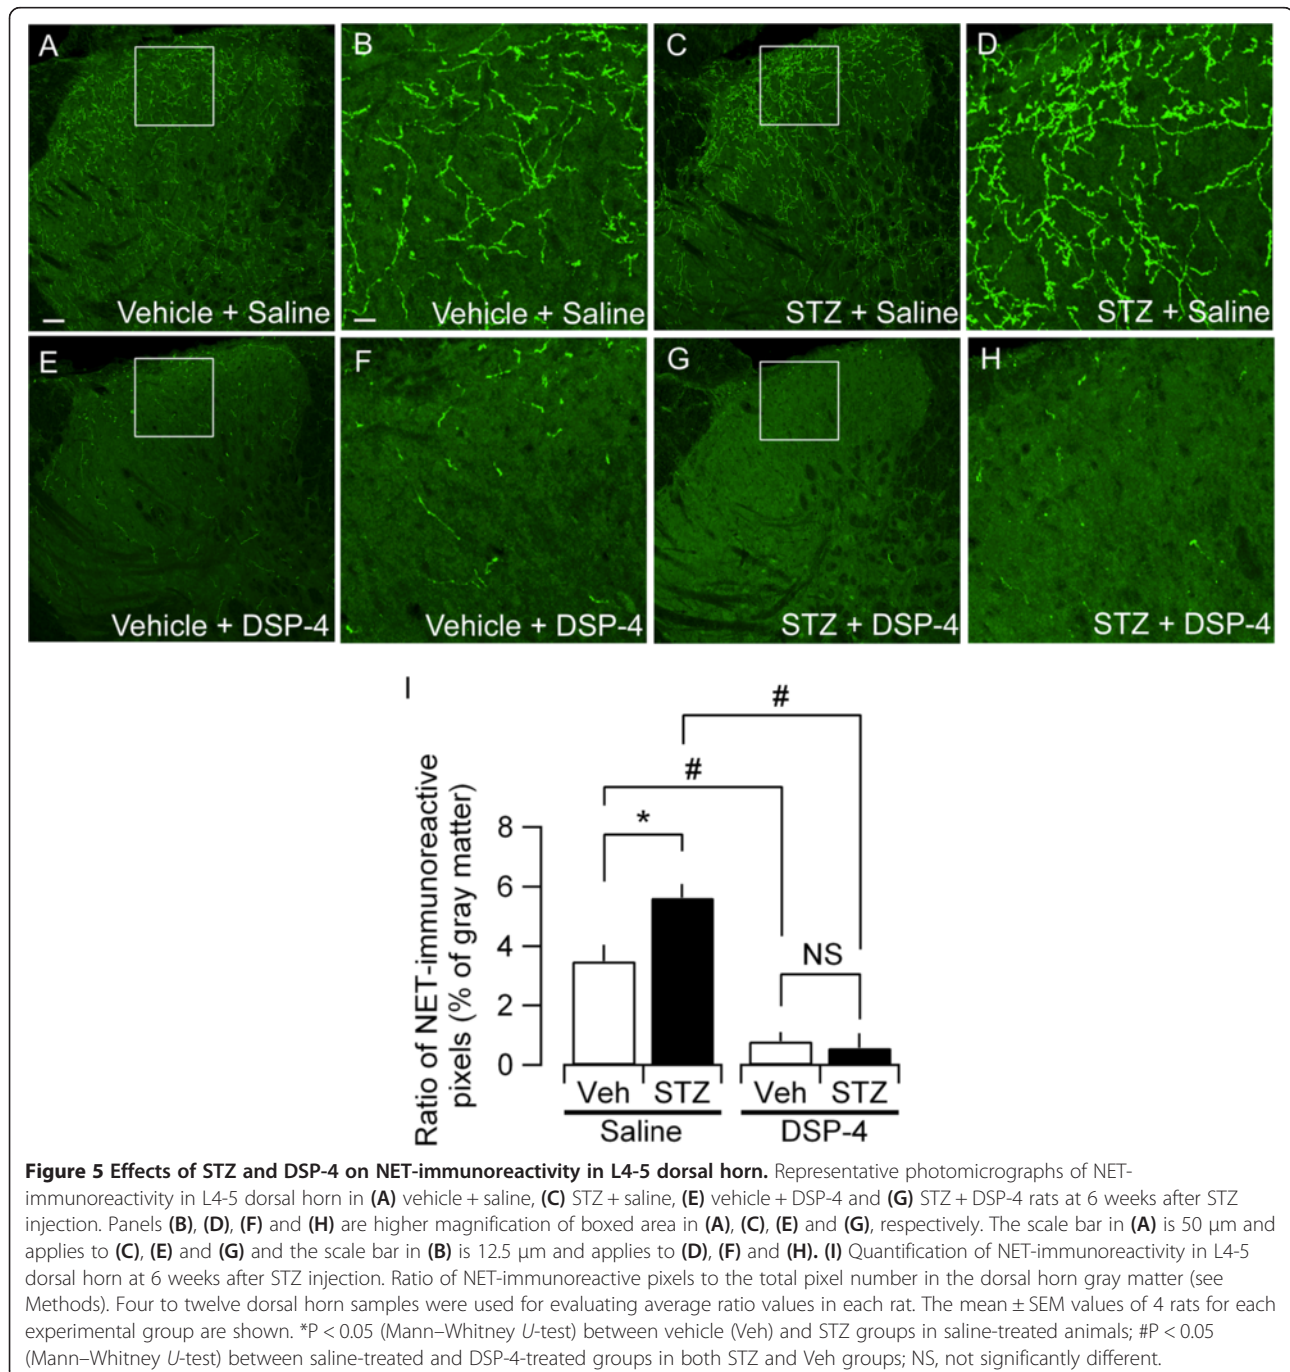 A
B
C
D
Vehicle + Saline
Vehicle + Saline
STZ + Saline
STZ + Saline
E
F
G
H
Vehicle + DSP-4
Vehicle + DSP-4
STZ + DSP-4
STZ + DSP-4
I
Ratio of NET-immunoreactive
pixels (% of gray matter)
#
#
*
NS
8
6
4
2
0
Veh STZ Veh STZ
Saline DSP-4
Figure 5 Effects of STZ and DSP-4 on NET-immunoreactivity in L4-5 dorsal horn. Representative photomicrographs of NET-
immunoreactivity in L4-5 dorsal horn in (A) vehicle + saline, (C) STZ + saline, (E) vehicle + DSP-4 and (G) STZ + DSP-4 rats at 6 weeks after STZ
injection. Panels (B), (D), (F) and (H) are higher magnification of boxed area in (A), (C), (E) and (G), respectively. The scale bar in (A) is 50 μm and
applies to (C), (E) and (G) and the scale bar in (B) is 12.5 μm and applies to (D), (F) and (H). (I) Quantification of NET-immunoreactivity in L4-5
dorsal horn at 6 weeks after STZ injection. Ratio of NET-immunoreactive pixels to the total pixel number in the dorsal horn gray matter (see
Methods). Four to twelve dorsal horn samples were used for evaluating average ratio values in each rat. The mean ± SEM values of 4 rats for each
experimental group are shown. *P < 0.05 (Mann–Whitney U-test) between vehicle (Veh) and STZ groups in saline-treated animals; #P < 0.05
(Mann–Whitney U-test) between saline-treated and DSP-4-treated groups in both STZ and Veh groups; NS, not significantly different.